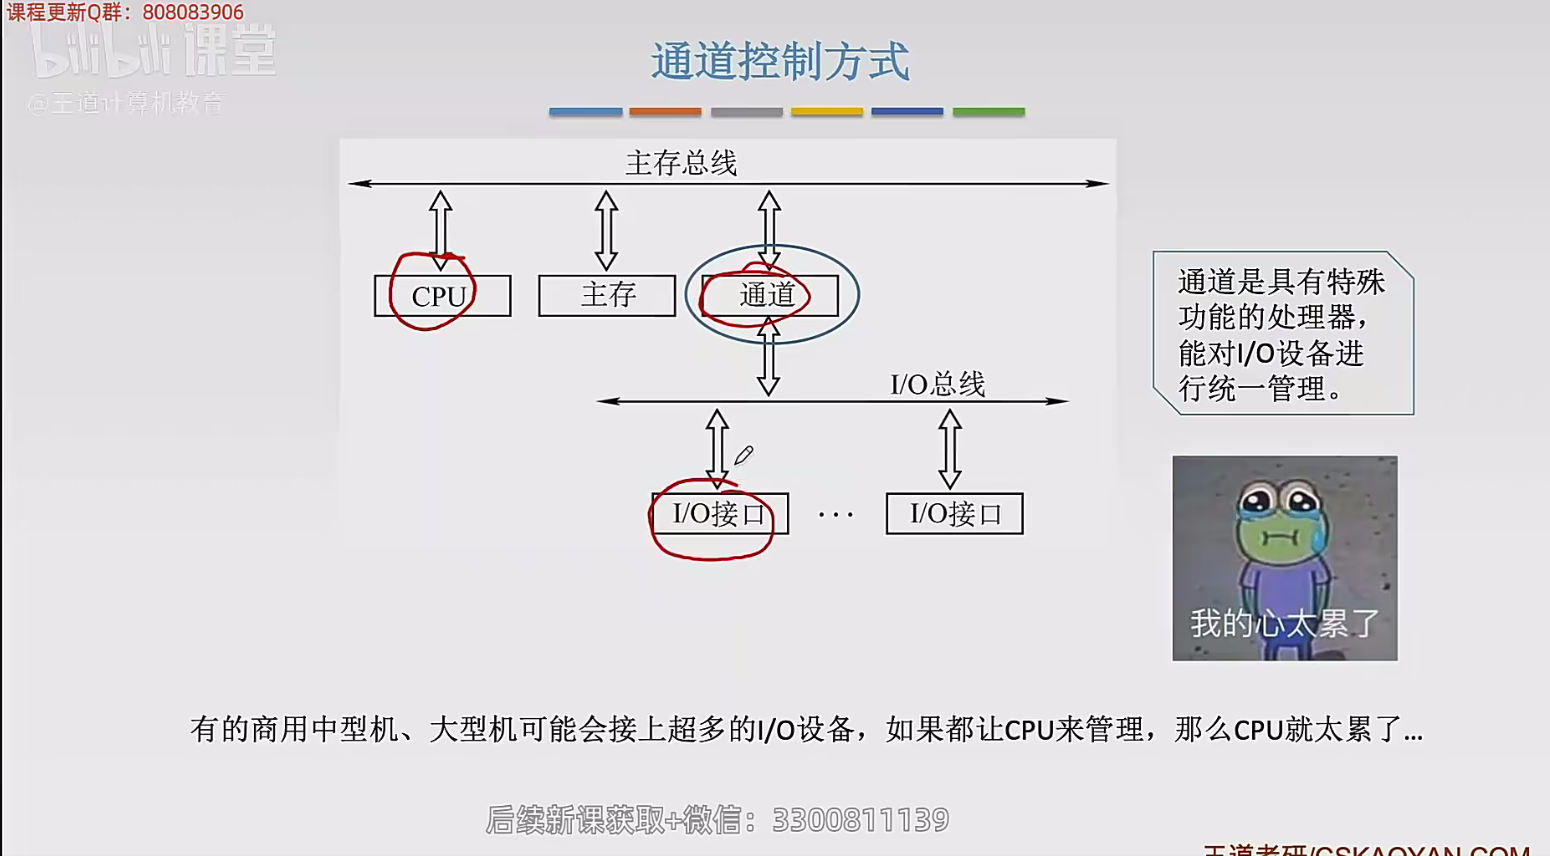 课程更新Q群：808083906
bilibili课堂
@王道计算机教育
通道控制方式
主存总线
CPU
主存
通道
I/O总线
I/O接口
···
I/O接口
通道是具有特殊
功能的处理器，
能对I/O设备进
行统一管理。
我的心太累了
有的商用中型机、大型机可能会接上超多的I/O设备，如果都让CPU来管理，那么CPU就太累了...
后续新课获取+微信：3300811139
王道考研/CSKAOYAN.COM